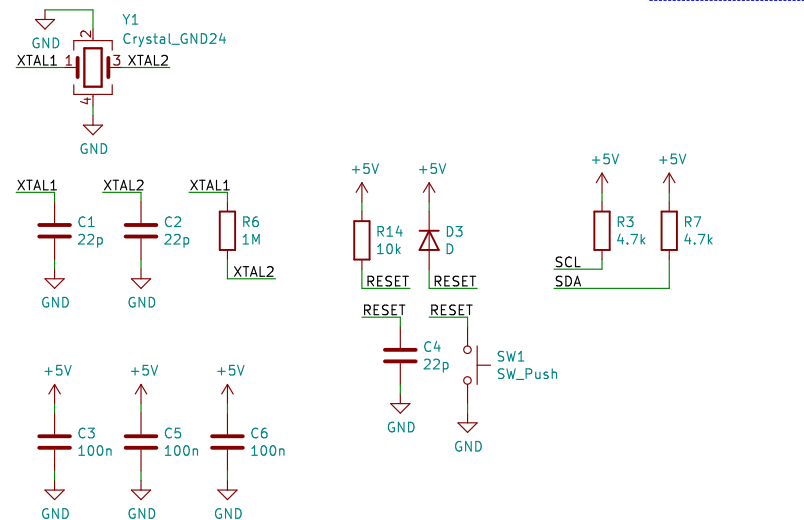 Y1
Crystal_GND24
GND
2
XTAL1 1 3 XTAL2
4
GND
XTAL1
C1
22p
GND
XTAL2
C2
22p
GND
XTAL1
R6
1M
XTAL2
+5V
R14
10k
RESET
+5V
D3
D
RESET
RESET
C4
22p
GND
RESET
SW1
SW_Push
GND
+5V
R3
4.7k
SCL
+5V
R7
4.7k
SDA
+5V
C3
100n
GND
+5V
C5
100n
GND
+5V
C6
100n
GND